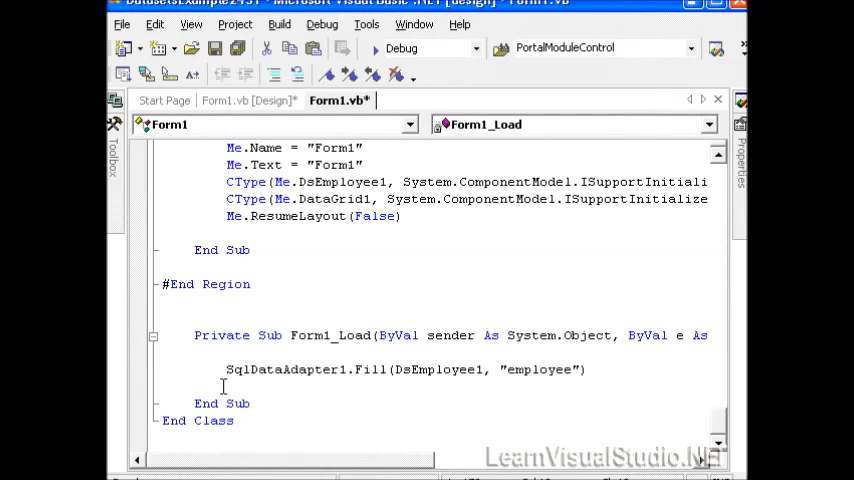 DatasetsExample2451 - Microsoft Visual Basic .NET [design] - Form1.vb*
File Edit View Project Build Debug Tools Window Help
Debug PortalModuleControl
Start Page Form1.vb [Design]* Form1.vb*
Form1 Form1_Load
Toolbox
Properties
Me.Name = "Form1"
Me.Text = "Form1"
CType(Me.DsEmployee1, System.ComponentModel.ISupportInitiali
CType(Me.DataGrid1, System.ComponentModel.ISupportInitialize
Me.ResumeLayout(False)
End Sub
#End Region
Private Sub Form1_Load(ByVal sender As System.Object, ByVal e As
SqlDataAdapter1.Fill(DsEmployee1, "employee")
End Sub
End Class
LearnVisualStudio.NET